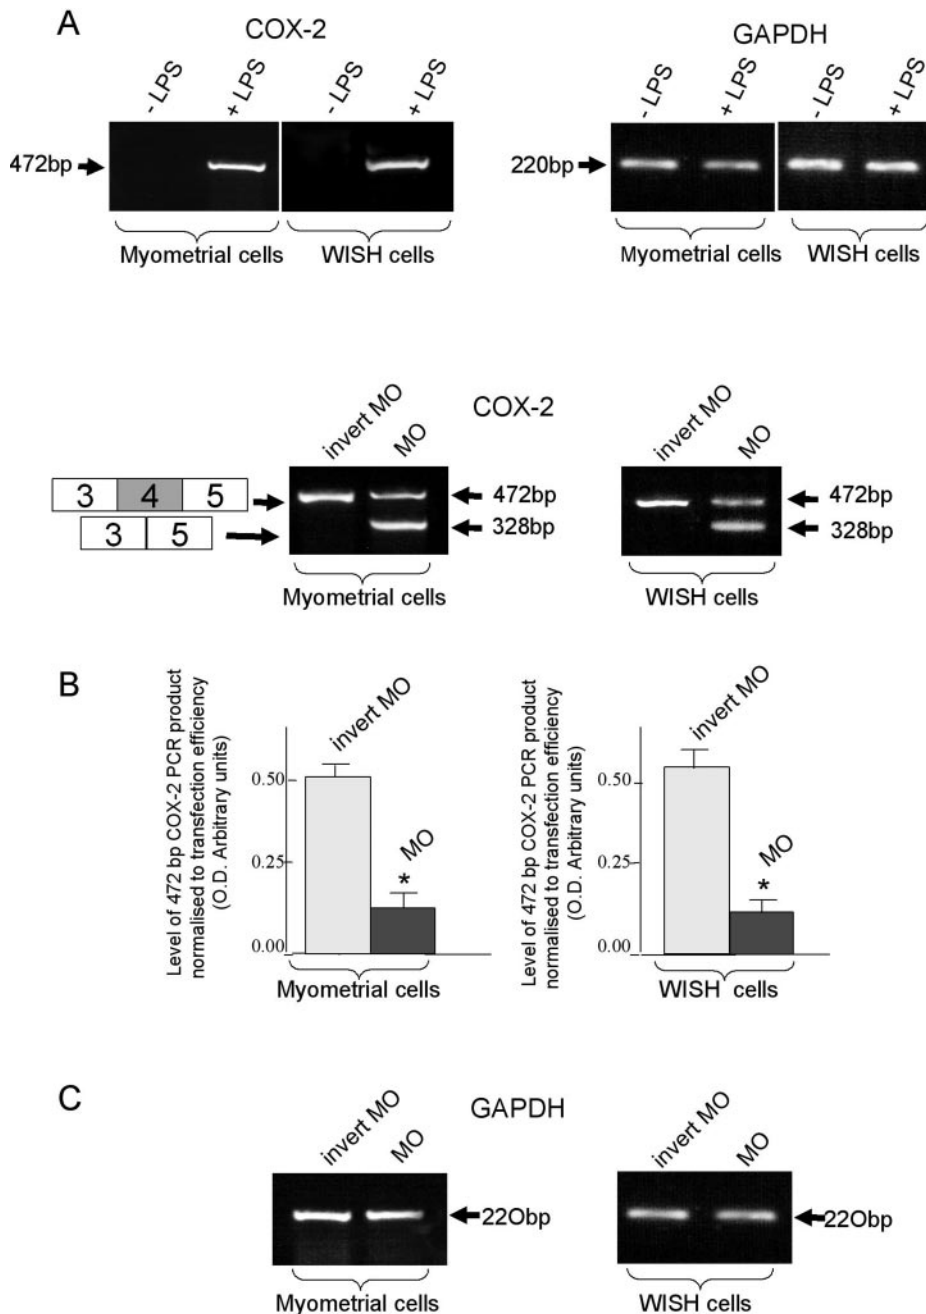 A
COX-2
GAPDH
- LPS
+ LPS
- LPS
+ LPS
- LPS
+ LPS
- LPS
+ LPS
472bp
220bp
Myometrial cells
WISH cells
Myometrial cells
WISH cells
COX-2
invert MO
MO
invert MO
MO
3 4 5
3 5
472bp
328bp
472bp
328bp
Myometrial cells
WISH cells
B
Level of 472 bp COX-2 PCR product
normalised to transfection efficiency
(O.D. Arbitrary units)
0.50
0.25
0.00
invert MO
MO
*
Myometrial cells
Level of 472 bp COX-2 PCR product
normalised to transfection efficiency
(O.D. Arbitrary units)
0.50
0.25
0.00
invert MO
MO
*
WISH cells
C
GAPDH
invert MO
MO
invert MO
MO
22Obp
22Obp
Myometrial cells
WISH cells